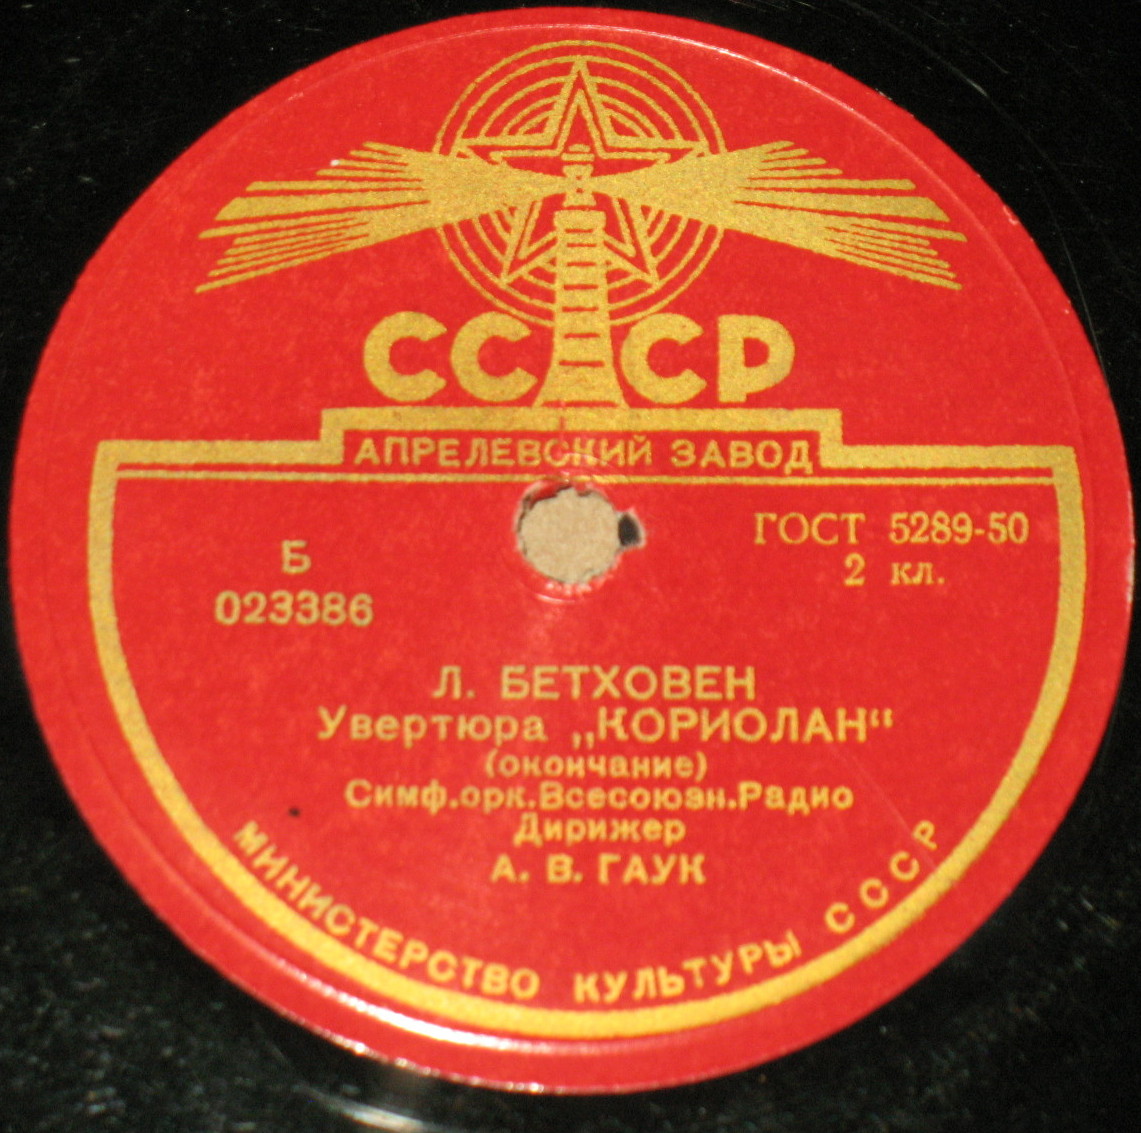 СССР
АПРЕЛЕВСКИЙ ЗАВОД
Б
023386
ГОСТ 5289-50
2 кл.
Л. БЕТХОВЕН
Увертюра „КОРИОЛАН“
(окончание)
Симф.орк.Всесоюзн.Радио
Дирижер
А. В. ГАУК
МИНИСТЕРСТВО КУЛЬТУРЫ СССР